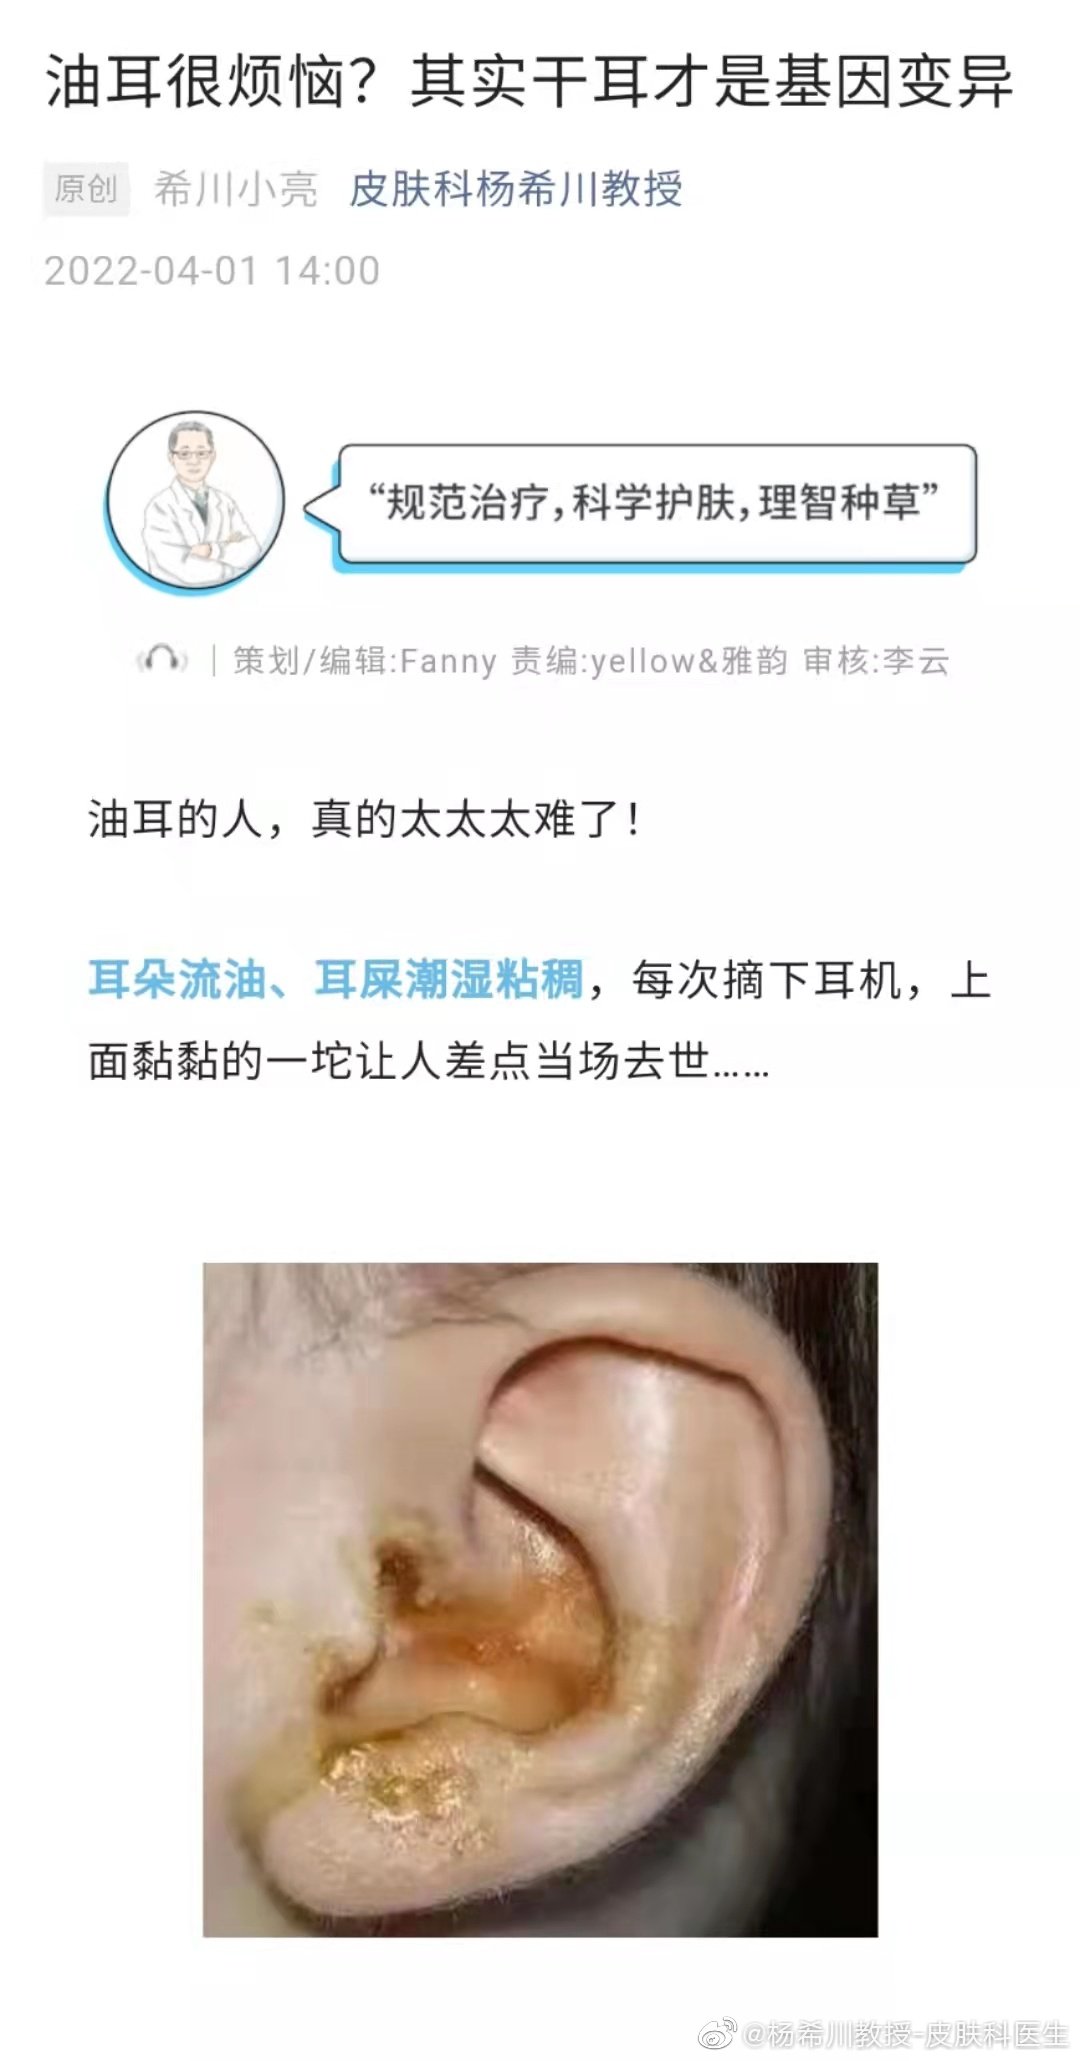 油耳很烦恼？其实干耳才是基因变异
原创 希川小亮 皮肤科杨希川教授
2022-04-01 14:00
“规范治疗,科学护肤,理智种草”
策划/编辑:Fanny 责编:yellow&雅韵 审核:李云
油耳的人，真的太太太难了！
耳朵流油、耳屎潮湿粘稠，每次摘下耳机，上
面黏黏的一坨让人差点当场去世……
@杨希川教授-皮肤科医生